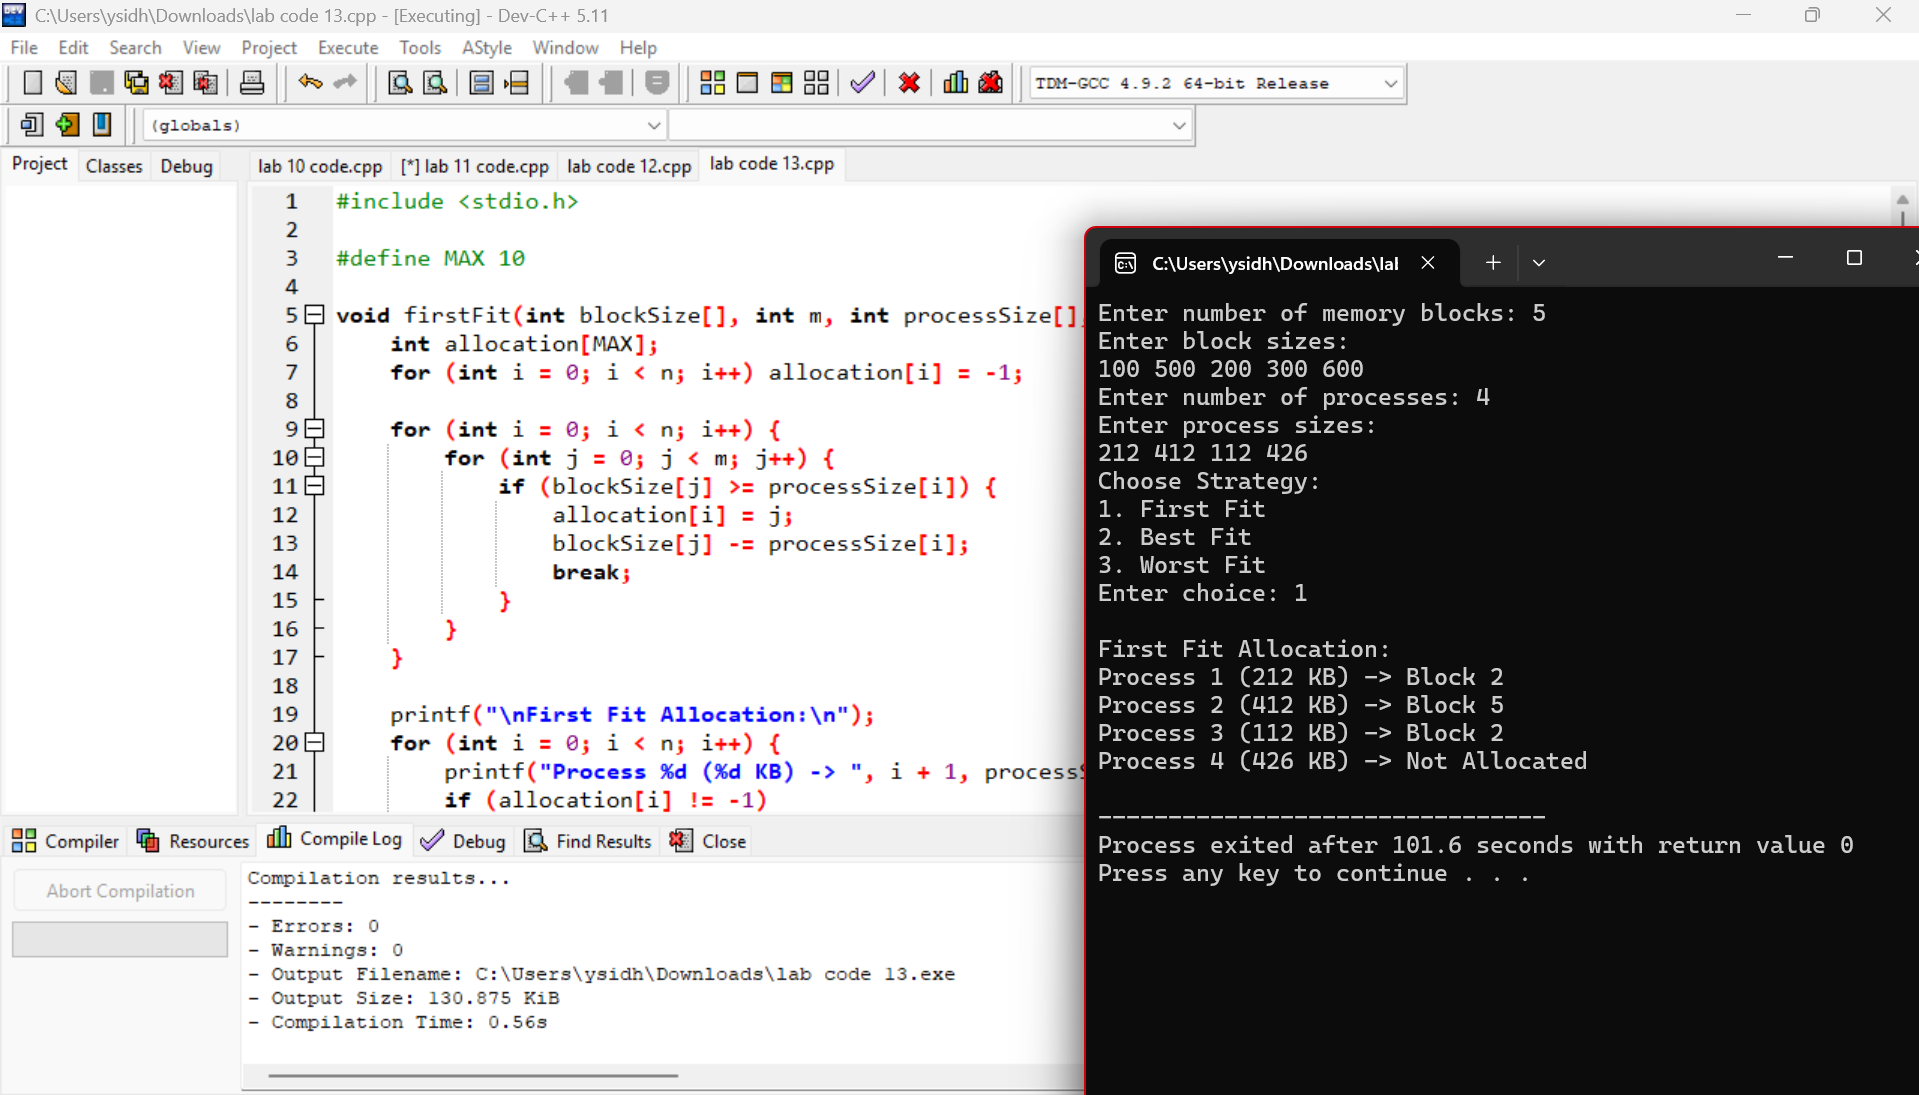 C:\Users\ysidh\Downloads\lab code 13.cpp - [Executing] - Dev-C++ 5.11
File Edit Search View Project Execute Tools AStyle Window Help
TDM-GCC 4.9.2 64-bit Release
(globals)
Project Classes Debug
lab 10 code.cpp [*] lab 11 code.cpp lab code 12.cpp lab code 13.cpp
1 #include <stdio.h>
2
3 #define MAX 10
4
5 void firstFit(int blockSize[], int m, int processSize[]
6 int allocation[MAX];
7 for (int i = 0; i < n; i++) allocation[i] = -1;
8
9 for (int i = 0; i < n; i++) {
10 for (int j = 0; j < m; j++) {
11 if (blockSize[j] >= processSize[i]) {
12 allocation[i] = j;
13 blockSize[j] -= processSize[i];
14 break;
15 }
16 }
17 }
18
19 printf("\nFirst Fit Allocation:\n");
20 for (int i = 0; i < n; i++) {
21 printf("Process %d (%d KB) -> ", i + 1, process
22 if (allocation[i] != -1)
C:\Users\ysidh\Downloads\lal
Enter number of memory blocks: 5
Enter block sizes:
100 500 200 300 600
Enter number of processes: 4
Enter process sizes:
212 412 112 426
Choose Strategy:
1. First Fit
2. Best Fit
3. Worst Fit
Enter choice: 1
First Fit Allocation:
Process 1 (212 KB) -> Block 2
Process 2 (412 KB) -> Block 5
Process 3 (112 KB) -> Block 2
Process 4 (426 KB) -> Not Allocated
--------------------------------
Process exited after 101.6 seconds with return value 0
Press any key to continue . . .
Compiler Resources Compile Log Debug Find Results Close
Abort Compilation
Compilation results...
--------
- Errors: 0
- Warnings: 0
- Output Filename: C:\Users\ysidh\Downloads\lab code 13.exe
- Output Size: 130.875 KiB
- Compilation Time: 0.56s